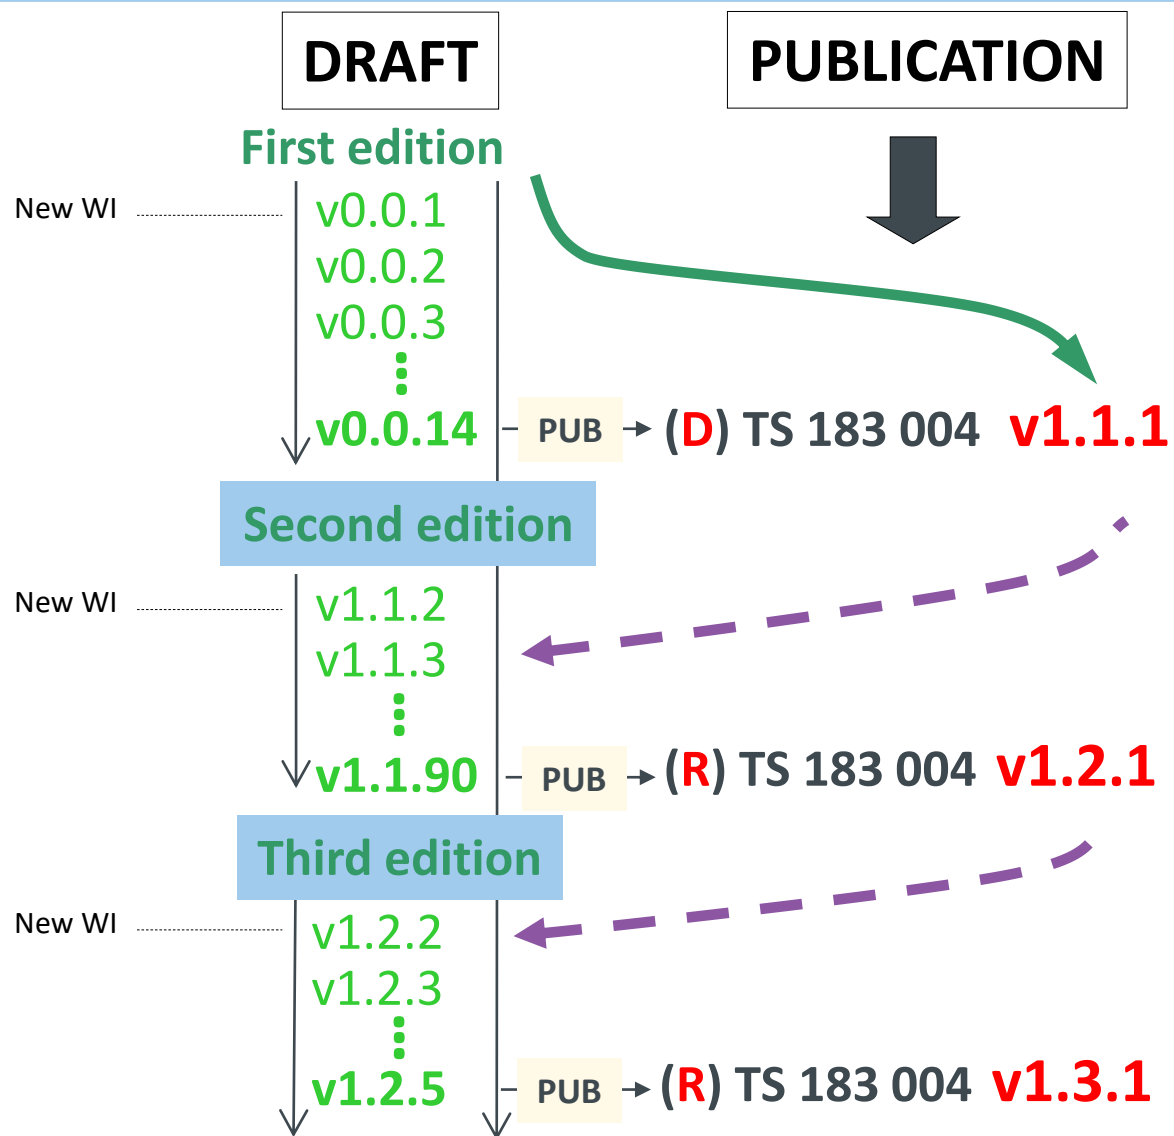 DRAFT PUBLICATION
First edition
New WI v0.0.1
v0.0.2
v0.0.3
v0.0.14 PUB (D) TS 183 004 v1.1.1
Second edition
New WI v1.1.2
v1.1.3
v1.1.90 PUB (R) TS 183 004 v1.2.1
Third edition
New WI v1.2.2
v1.2.3
v1.2.5 PUB (R) TS 183 004 v1.3.1